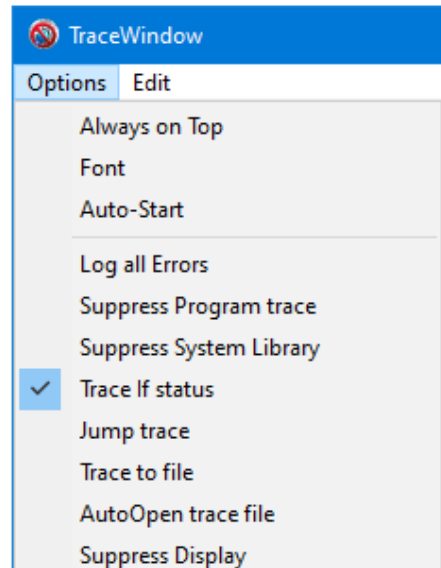 TraceWindow
Options Edit
Always on Top
Font
Auto-Start
Log all Errors
Suppress Program trace
Suppress System Library
Trace If status
Jump trace
Trace to file
AutoOpen trace file
Suppress Display